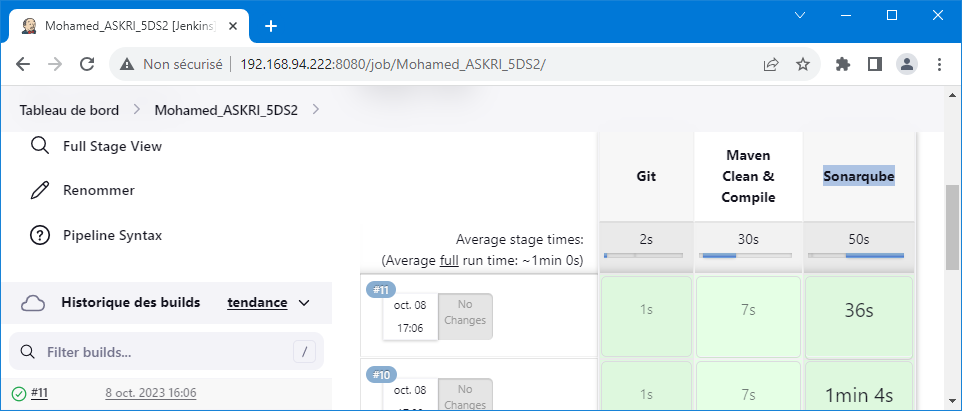 Mohamed_ASKRI_5DS2 [Jenkins]
Non sécurisé 192.168.94.222:8080/job/Mohamed_ASKRI_5DS2/
Tableau de bord Mohamed_ASKRI_5DS2
Full Stage View
Renommer
Pipeline Syntax
Historique des builds tendance
Filter builds... /
#11 8 oct. 2023 16:06
Git
Maven
Clean &
Compile
Sonarqube
Average stage times: 2s 30s 50s
(Average full run time: ~1min 0s)
#11
oct. 08
17:06
No
Changes
1s 7s 36s
#10
oct. 08
No
Changes
1s 7s 1min 4s